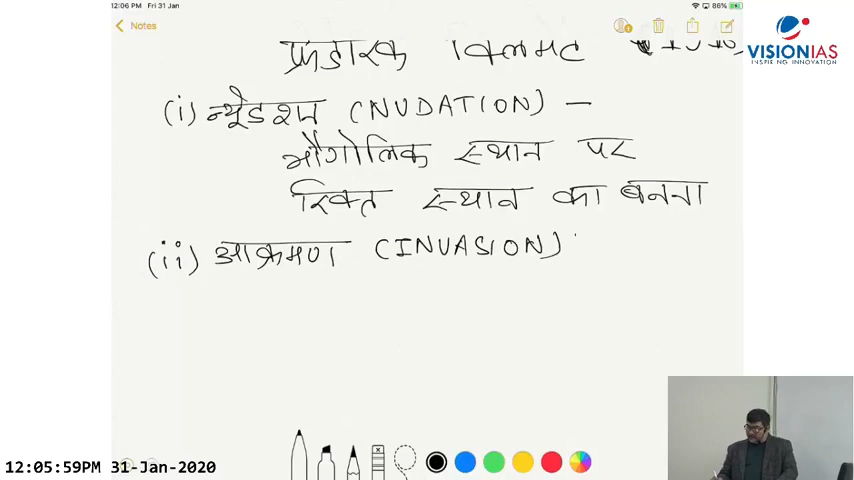 12:06 PM Fri 31 Jan
86%
Notes
VISIONIAS
INSPIRING INNOVATION
फ्रेडरिक
(i) न्यूडेशन (NUDATION) –
भौगोलिक स्थान पर
रिक्त स्थान का बनना
(ii) आक्रमण (INVASION)
12:05:59PM 31-Jan-2020